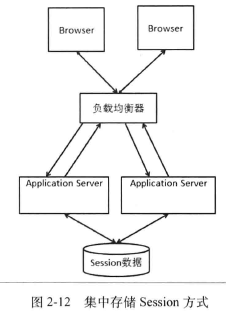 Browser
Browser
负载均衡器
Application Server
Application Server
Session数据
图 2-12 集中存储 Session 方式